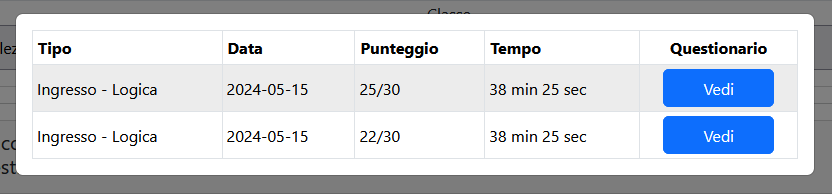 Classe
Tipo Data Punteggio Tempo Questionario
Ingresso - Logica 2024-05-15 25/30 38 min 25 sec Vedi
Ingresso - Logica 2024-05-15 22/30 38 min 25 sec Vedi